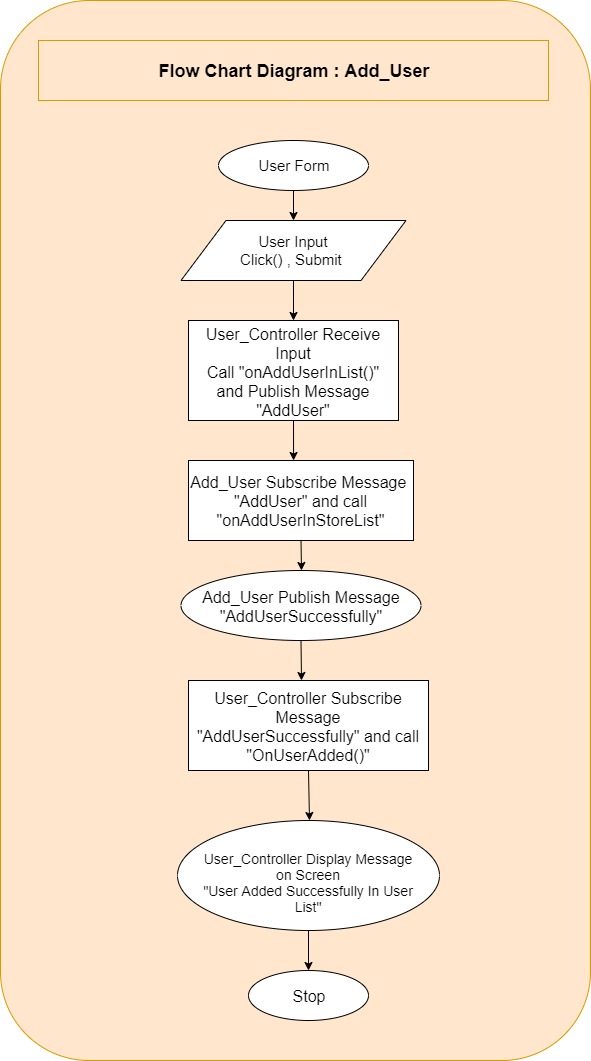 Flow Chart Diagram : Add_User
User Form
User Input
Click() , Submit
User_Controller Receive
Input
Call "onAddUserInList()"
and Publish Message
"AddUser"
Add_User Subscribe Message
"AddUser" and call
"onAddUserInStoreList"
Add_User Publish Message
"AddUserSuccessfully"
User_Controller Subscribe
Message
"AddUserSuccessfully" and call
"OnUserAdded()"
User_Controller Display Message
on Screen
"User Added Successfully In User
List"
Stop